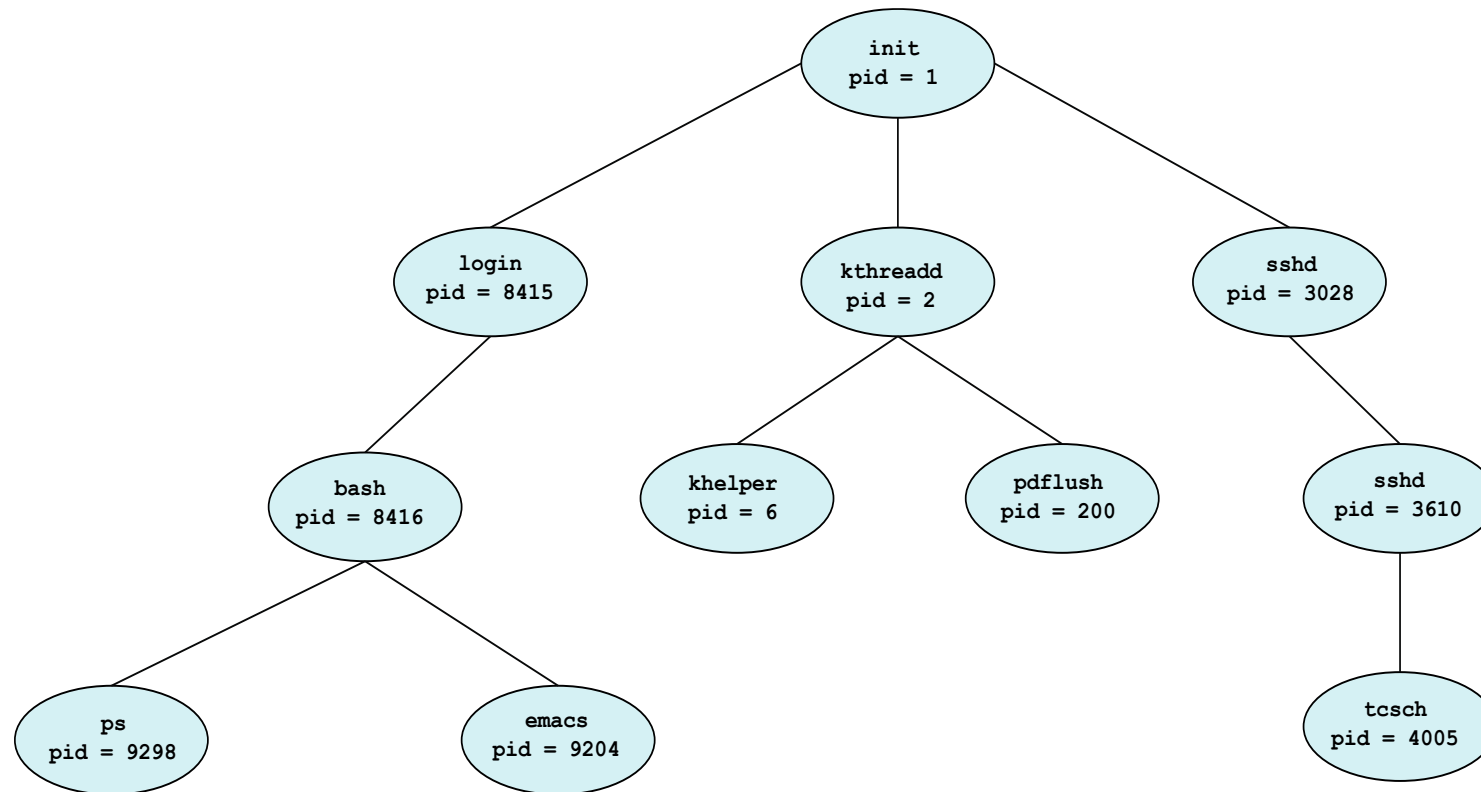 init
pid = 1
login
pid = 8415
kthreadd
pid = 2
sshd
pid = 3028
bash
pid = 8416
khelper
pid = 6
pdflush
pid = 200
sshd
pid = 3610
ps
pid = 9298
emacs
pid = 9204
tcsch
pid = 4005